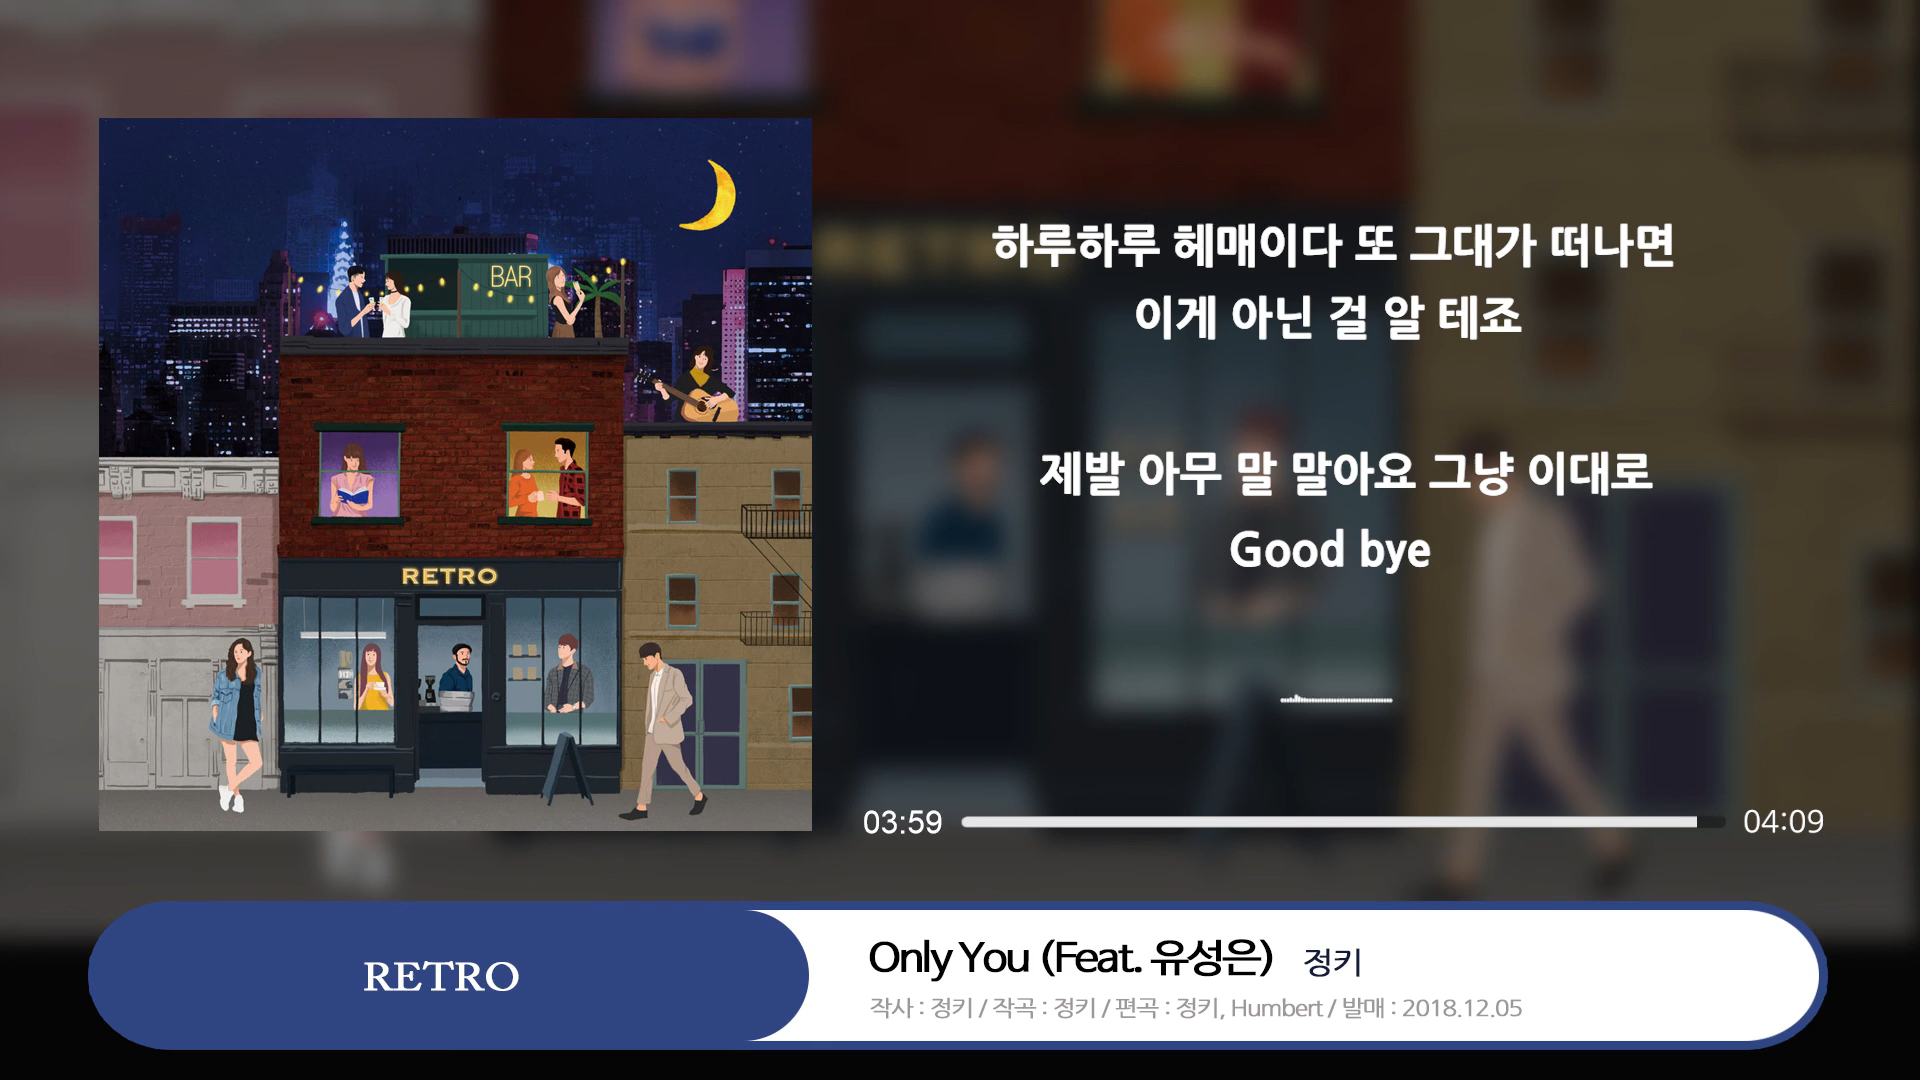 BAR
RETRO
하루하루 헤매이다 또 그대가 떠나면
이게 아닌 걸 알 테죠
제발 아무 말 말아요 그냥 이대로
Good bye
03:59
04:09
RETRO
Only You (Feat. 유성은) 정키
작사 : 정키 / 작곡 : 정키 / 편곡 : 정키, Humbert / 발매 : 2018.12.05